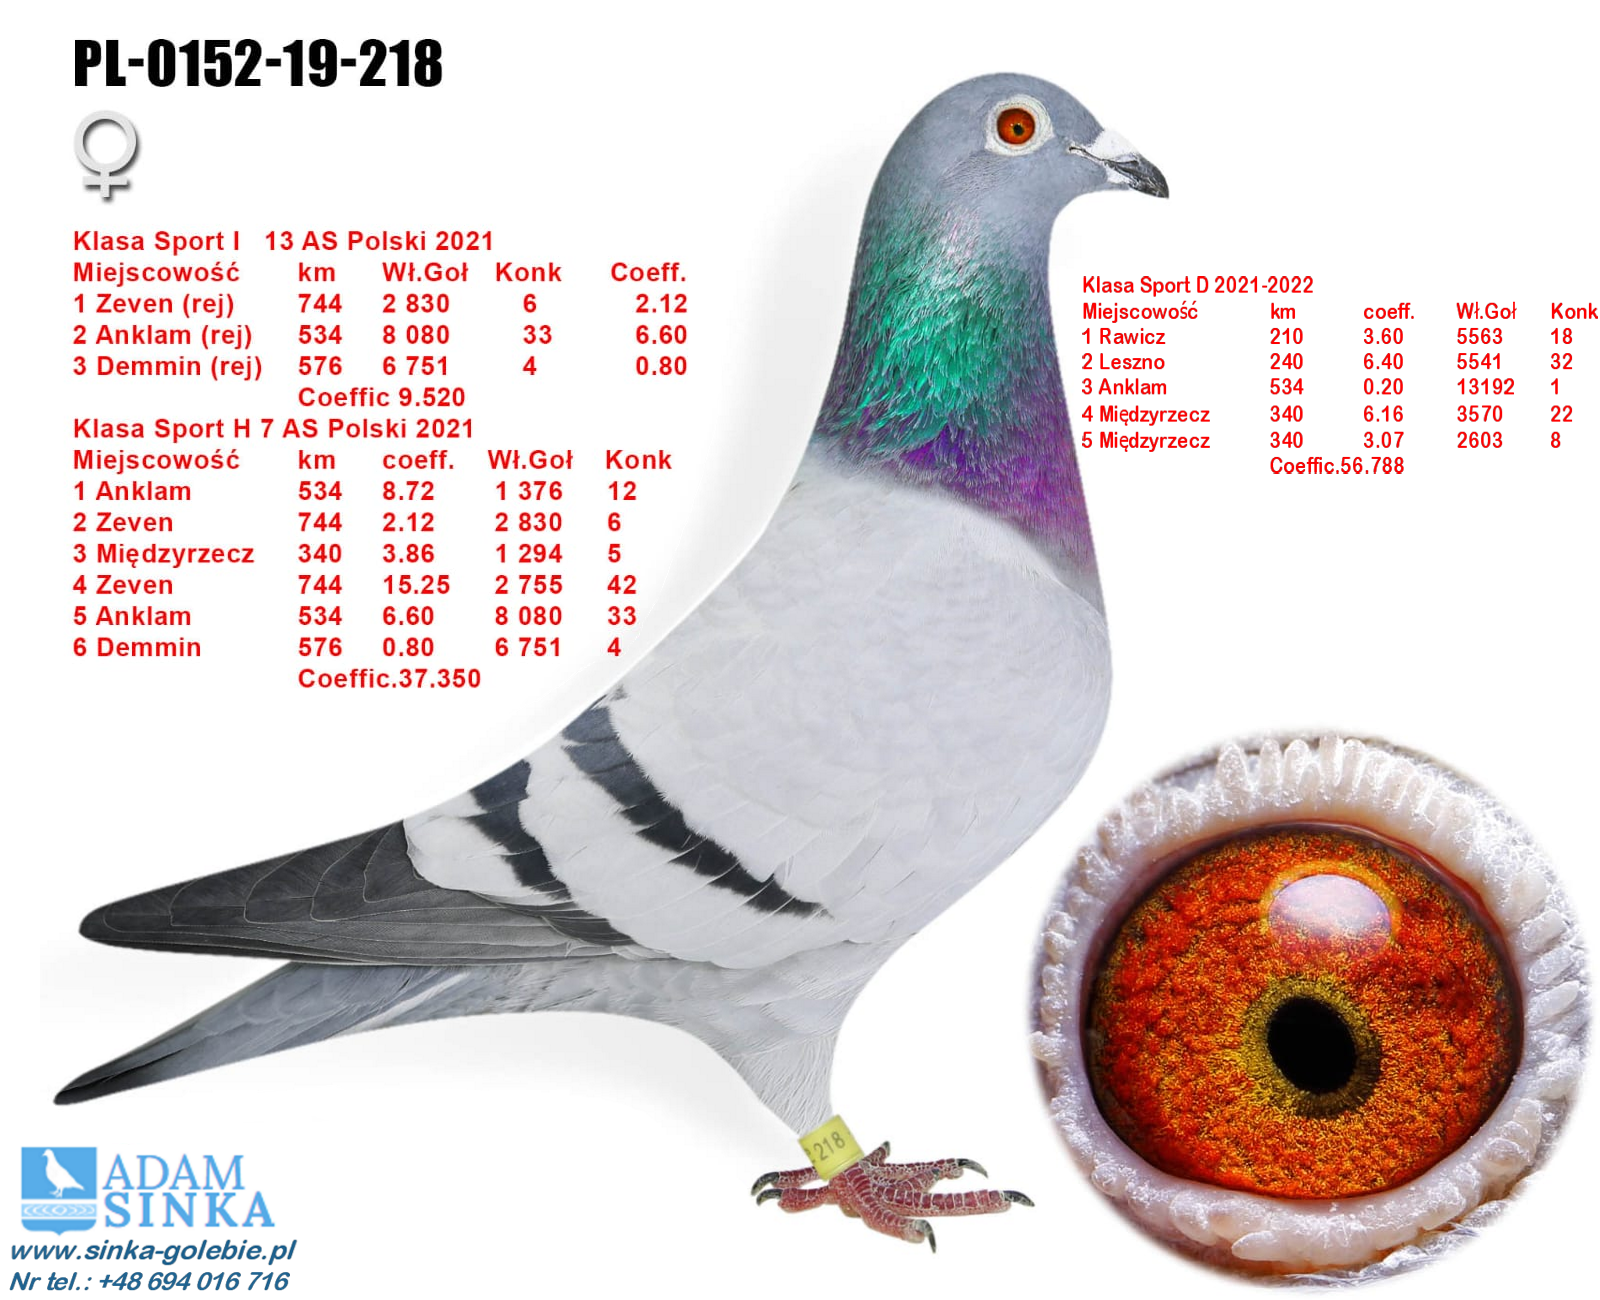 PL-0152-19-218
Klasa Sport I 13 AS Polski 2021
Miejscowość km Wł.Goł Konk Coeff.
1 Zeven (rej) 744 2 830 6 2.12
2 Anklam (rej) 534 8 080 33 6.60
3 Demmin (rej) 576 6 751 4 0.80
Coeffic 9.520
Klasa Sport H 7 AS Polski 2021
Miejscowość km coeff. Wł.Goł Konk
1 Anklam 534 8.72 1 376 12
2 Zeven 744 2.12 2 830 6
3 Międzyrzecz 340 3.86 1 294 5
4 Zeven 744 15.25 2 755 42
5 Anklam 534 6.60 8 080 33
6 Demmin 576 0.80 6 751 4
Coeffic.37.350
Klasa Sport D 2021-2022
Miejscowość km coeff. Wł.Goł Konk
1 Rawicz 210 3.60 5563 18
2 Leszno 240 6.40 5541 32
3 Anklam 534 0.20 13192 1
4 Międzyrzecz 340 6.16 3570 22
5 Międzyrzecz 340 3.07 2603 8
Coeffic.56.788
218
ADAM
SINKA
www.sinka-golebie.pl
Nr tel.: +48 694 016 716